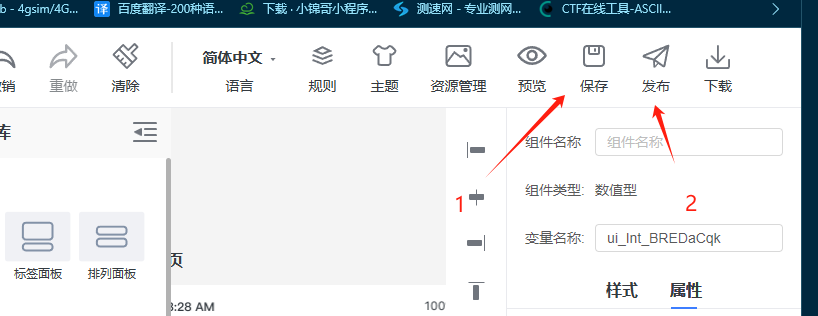 b - 4gsim/4G... 百度翻译-200种语... 下载 · 小锦哥小程序... 测速网 - 专业测网... CTF在线工具-ASCII...
撤销 重做 清除 简体中文 语言 规则 主题 资源管理 预览 保存 发布 下载
库
组件名称 组件名称
组件类型: 数值型
1
2
变量名称: ui_Int_BREDaCqk
标签面板 排列面板
页
样式 属性
3:28 AM 100